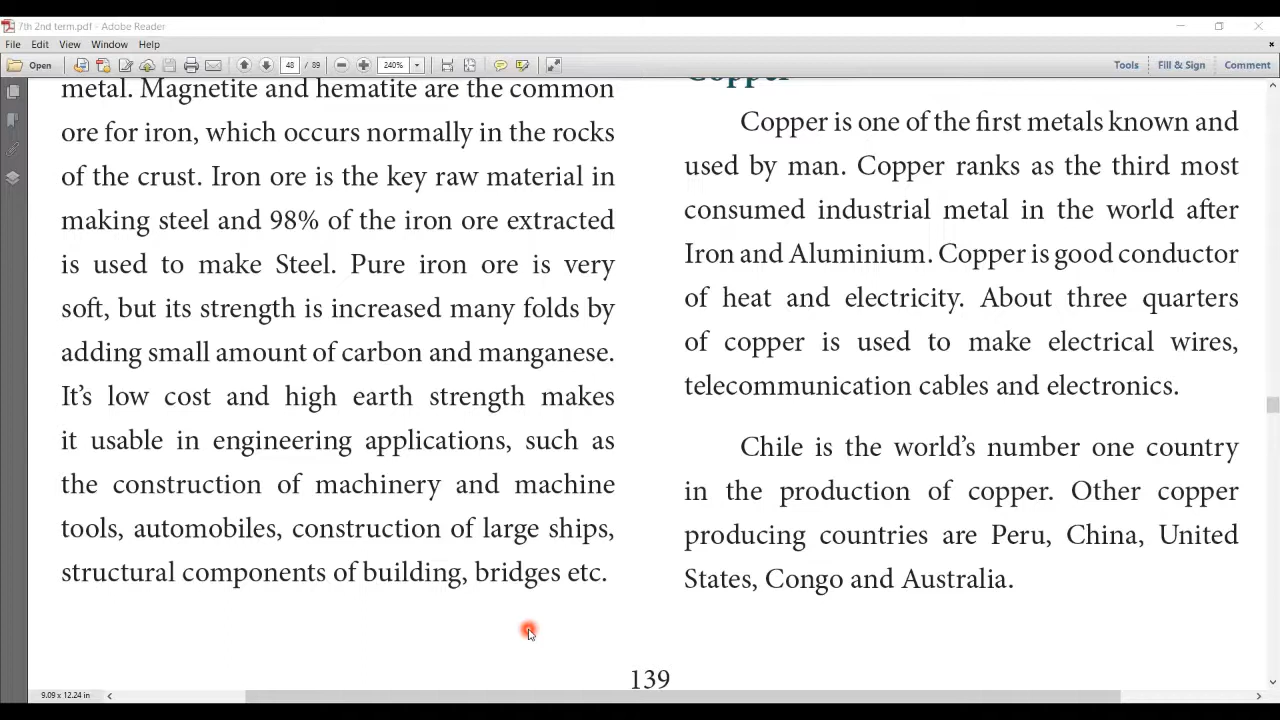 7th 2nd term.pdf - Adobe Reader
File Edit View Window Help
Open 48 / 89 240% Tools Fill & Sign Comment
metal. Magnetite and hematite are the common
ore for iron, which occurs normally in the rocks
of the crust. Iron ore is the key raw material in
making steel and 98% of the iron ore extracted
is used to make Steel. Pure iron ore is very
soft, but its strength is increased many folds by
adding small amount of carbon and manganese.
It's low cost and high earth strength makes
it usable in engineering applications, such as
the construction of machinery and machine
tools, automobiles, construction of large ships,
structural components of building, bridges etc.
Copper
Copper is one of the first metals known and
used by man. Copper ranks as the third most
consumed industrial metal in the world after
Iron and Aluminium. Copper is good conductor
of heat and electricity. About three quarters
of copper is used to make electrical wires,
telecommunication cables and electronics.
Chile is the world's number one country
in the production of copper. Other copper
producing countries are Peru, China, United
States, Congo and Australia.
139
9.09 x 12.24 in